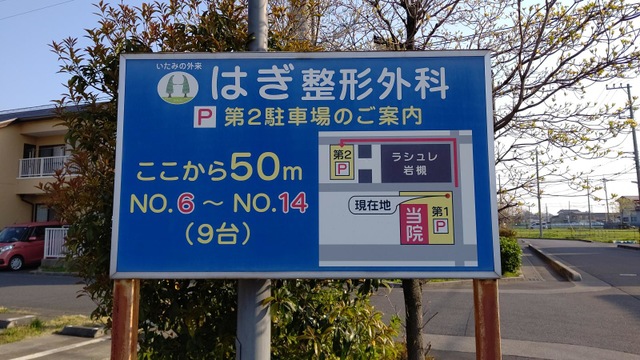 いたみの外来
はぎ整形外科
P 第2駐車場のご案内
ここから50m
NO.6 ～ NO.14
（9台）
第2
P
ラシュレ
岩槻
現在地
当院
第1
P